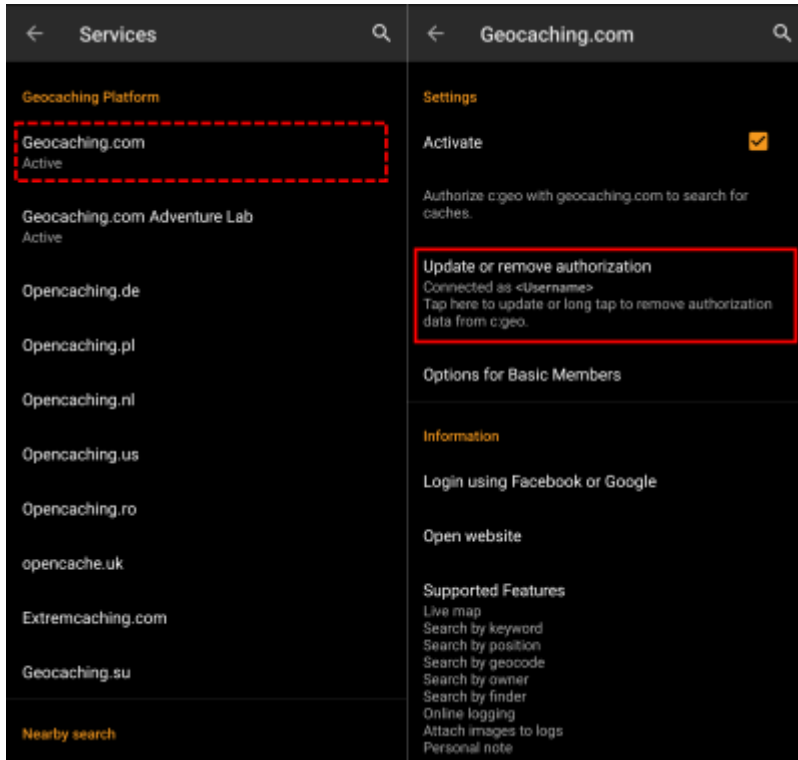 Services
Geocaching Platform
Geocaching.com
Active
Geocaching.com Adventure Lab
Active
Opencaching.de
Opencaching.pl
Opencaching.nl
Opencaching.us
Opencaching.ro
opencache.uk
Extremcaching.com
Geocaching.su
Nearby search
Geocaching.com
Settings
Activate
Authorize c:geo with geocaching.com to search for
caches.
Update or remove authorization
Connected as <Username>
Tap here to update or long tap to remove authorization
data from c:geo.
Options for Basic Members
Information
Login using Facebook or Google
Open website
Supported Features
Live map
Search by keyword
Search by position
Search by geocode
Search by owner
Search by finder
Online logging
Attach images to logs
Personal note